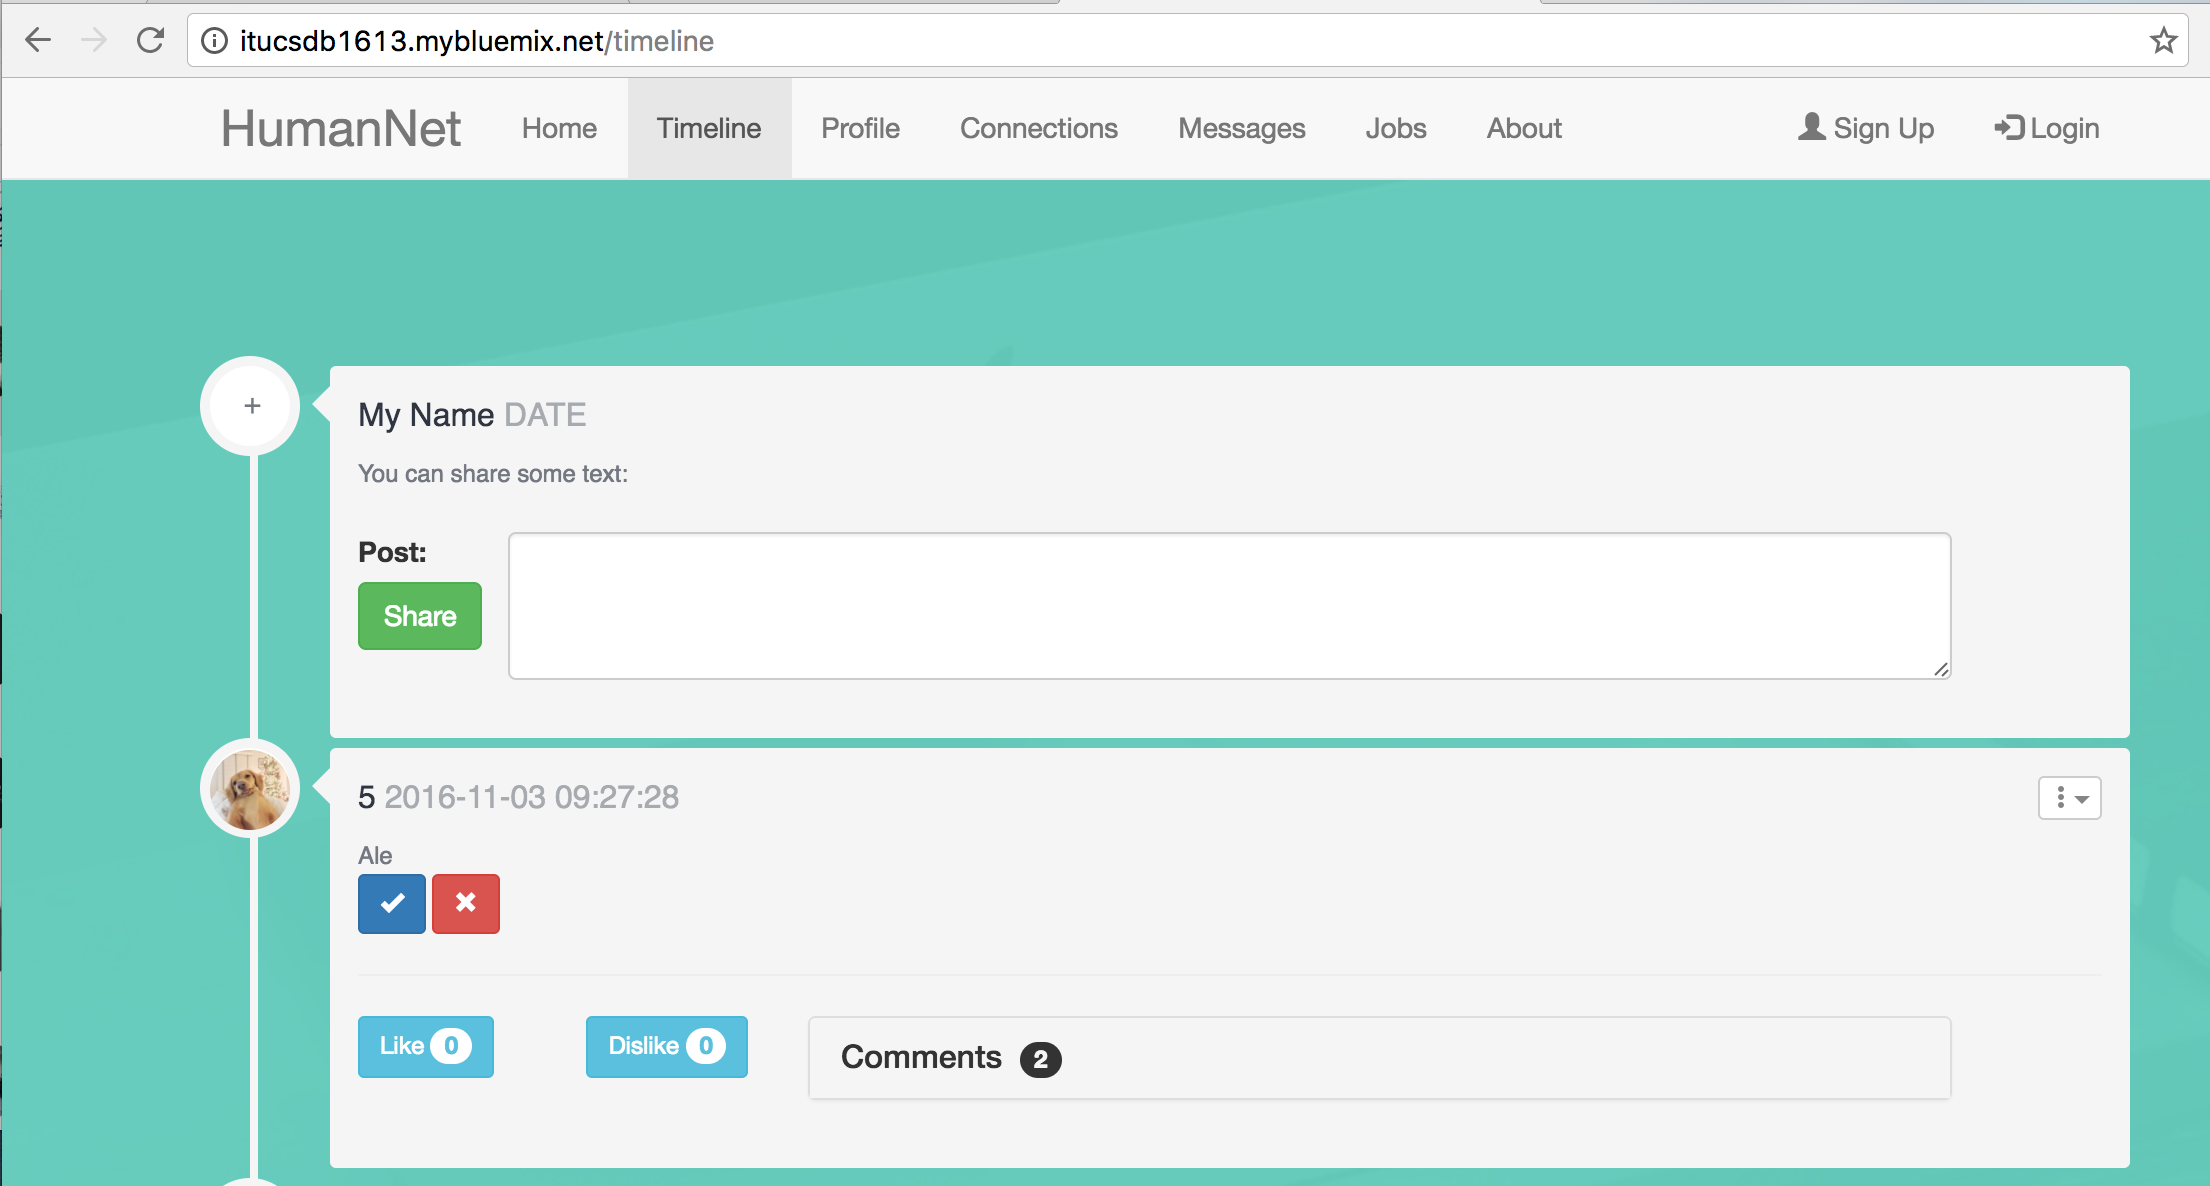 itucsdb1613.mybluemix.net/timeline
HumanNet Home Timeline Profile Connections Messages Jobs About Sign Up Login
+
My Name DATE
You can share some text:
Post:
Share
5 2016-11-03 09:27:28
Ale
Like 0 Dislike 0 Comments 2